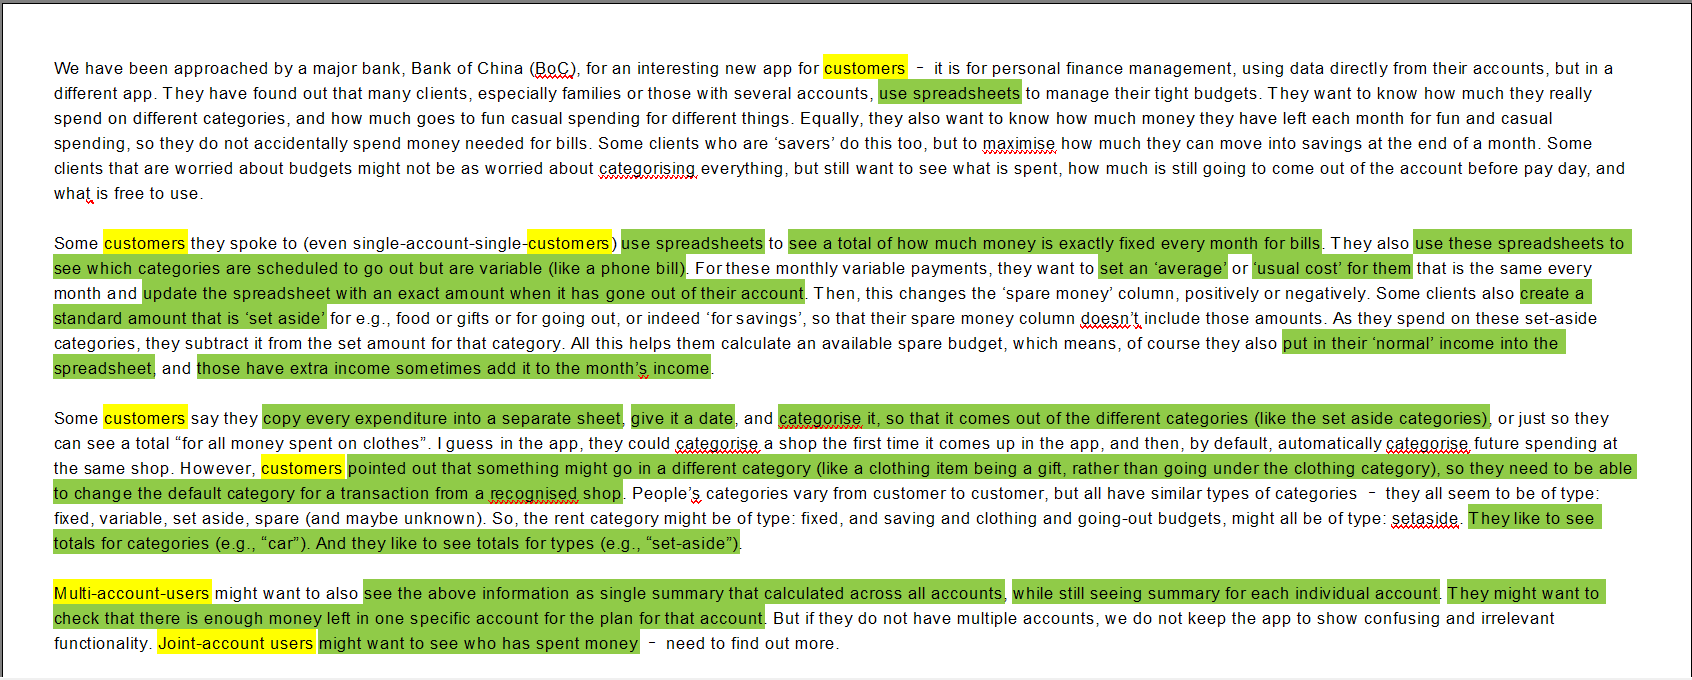 We have been approached by a major bank, Bank of China (BoC), for an interesting new app for customers – it is for personal finance management, using data directly from their accounts, but in a
different app. They have found out that many clients, especially families or those with several accounts, use spreadsheets to manage their tight budgets. They want to know how much they really
spend on different categories, and how much goes to fun casual spending for different things. Equally, they also want to know how much money they have left each month for fun and casual
spending, so they do not accidentally spend money needed for bills. Some clients who are ‘savers’ do this too, but to maximise how much they can move into savings at the end of a month. Some
clients that are worried about budgets might not be as worried about categorising everything, but still want to see what is spent, how much is still going to come out of the account before pay day, and
what is free to use.
Some customers they spoke to (even single-account-single-customers) use spreadsheets to see a total of how much money is exactly fixed every month for bills. They also use these spreadsheets to
see which categories are scheduled to go out but are variable (like a phone bill). For these monthly variable payments, they want to set an ‘average’ or ‘usual cost’ for them that is the same every
month and update the spreadsheet with an exact amount when it has gone out of their account. Then, this changes the ‘spare money’ column, positively or negatively. Some clients also create a
standard amount that is ‘set aside’ for e.g., food or gifts or for going out, or indeed ‘for savings’, so that their spare money column doesn’t include those amounts. As they spend on these set-aside
categories, they subtract it from the set amount for that category. All this helps them calculate an available spare budget, which means, of course they also put in their ‘normal’ income into the
spreadsheet, and those have extra income sometimes add it to the month’s income.
Some customers say they copy every expenditure into a separate sheet, give it a date, and categorise it, so that it comes out of the different categories (like the set aside categories), or just so they
can see a total “for all money spent on clothes”. I guess in the app, they could categorise a shop the first time it comes up in the app, and then, by default, automatically categorise future spending at
the same shop. However, customers pointed out that something might go in a different category (like a clothing item being a gift, rather than going under the clothing category), so they need to be able
to change the default category for a transaction from a recognised shop. People’s categories vary from customer to customer, but all have similar types of categories – they all seem to be of type:
fixed, variable, set aside, spare (and maybe unknown). So, the rent category might be of type: fixed, and saving and clothing and going-out budgets, might all be of type: setaside. They like to see
totals for categories (e.g., “car”). And they like to see totals for types (e.g., “set-aside”).
Multi-account-users might want to also see the above information as single summary that calculated across all accounts, while still seeing summary for each individual account. They might want to
check that there is enough money left in one specific account for the plan for that account. But if they do not have multiple accounts, we do not keep the app to show confusing and irrelevant
functionality. Joint-account users might want to see who has spent money – need to find out more.